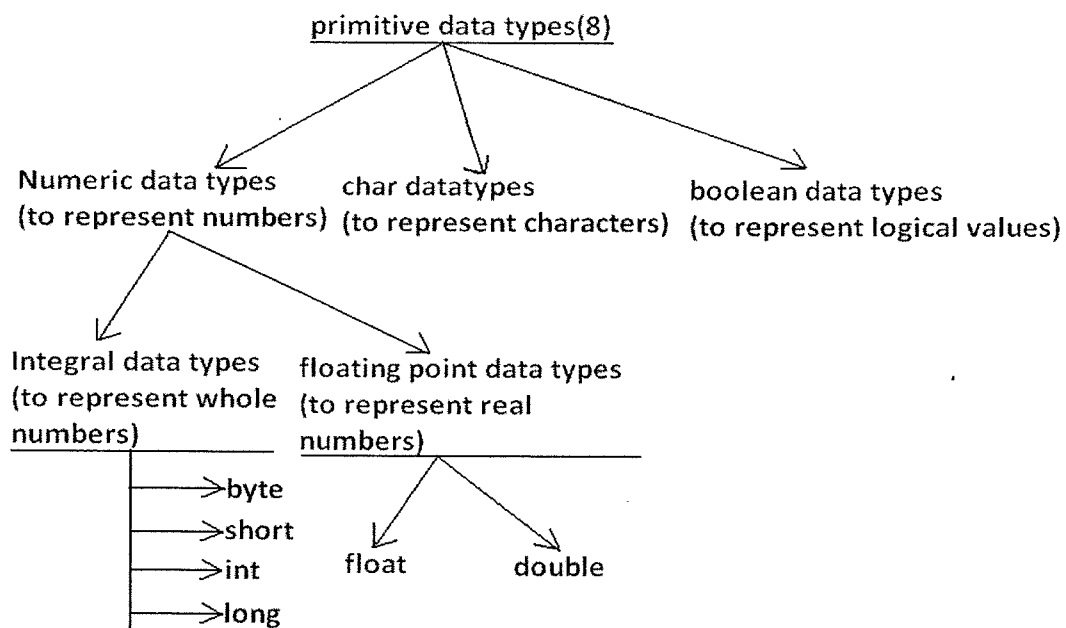 primitive data types(8)
Numeric data types
(to represent numbers)
char datatypes
(to represent characters)
boolean data types
(to represent logical values)
Integral data types
(to represent whole
numbers)
floating point data types
(to represent real
numbers)
byte
short
int
long
float
double